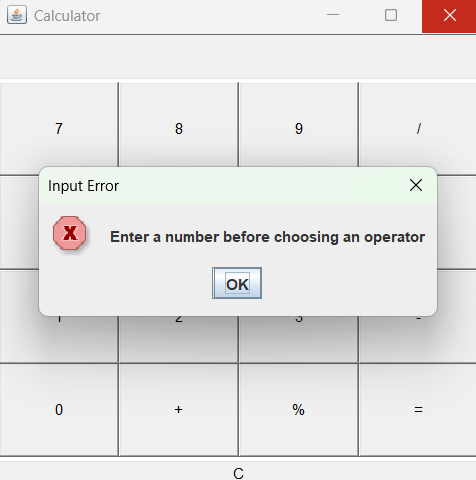 Calculator
7 8 9 /
Input Error
Enter a number before choosing an operator
OK
1 2 3 -
0 + % =
C